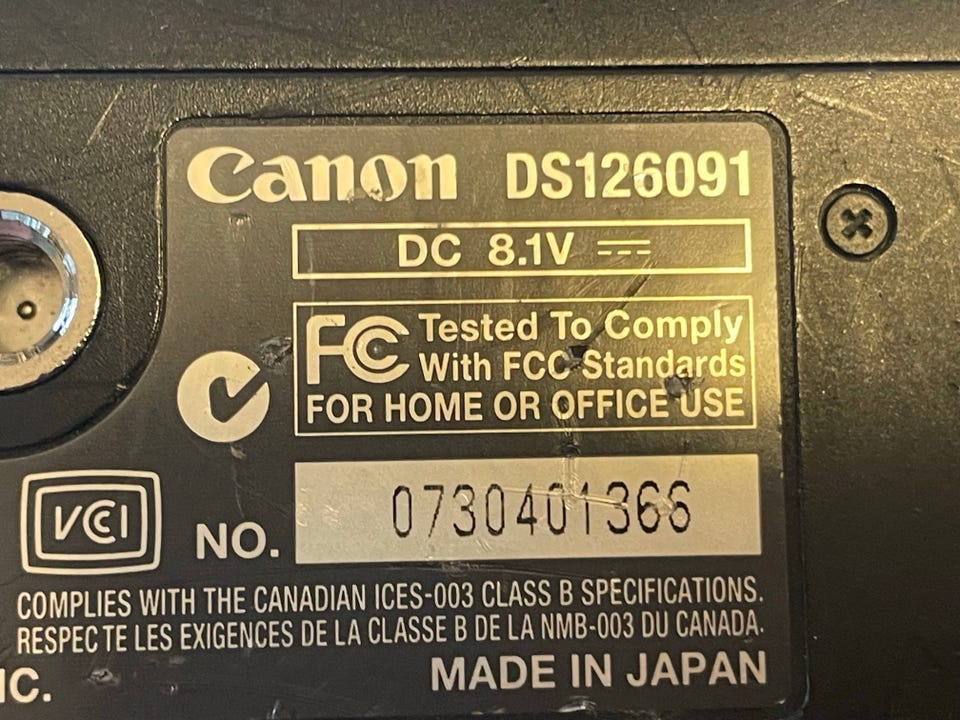 Canon DS126091
DC 8.1V
FC Tested To Comply
With FCC Standards
FOR HOME OR OFFICE USE
VCI
NO. 0730401366
COMPLIES WITH THE CANADIAN ICES-003 CLASS B SPECIFICATIONS.
RESPECTE LES EXIGENCES DE LA CLASSE B DE LA NMB-003 DU CANADA.
IC. MADE IN JAPAN